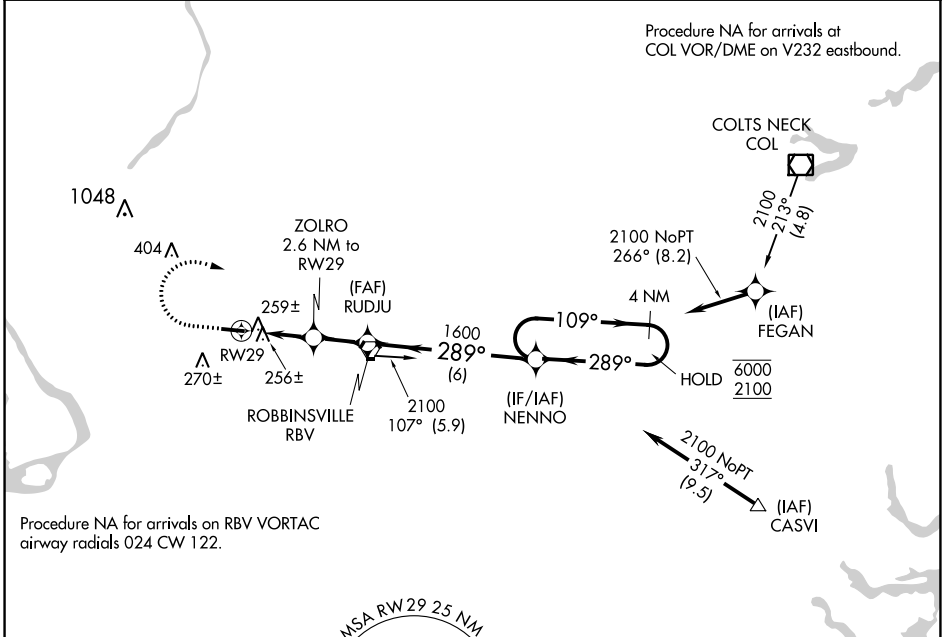 Procedure NA for arrivals at
COL VOR/DME on V232 eastbound.
COLTS NECK
COL
2100
213°
(4.8)
1048
404
ZOLRO
2.6 NM to
RW29
(FAF)
RUDJU
2100 NoPT
266° (8.2)
4 NM
(IAF)
FEGAN
259±
109°
1600
289°
(6)
289°
RW29
270±
256±
HOLD
6000
2100
2100
107° (5.9)
(IF/IAF)
NENNO
ROBBINSVILLE
RBV
2100 NoPT
317°
(9.5)
(IAF)
CASVI
Procedure NA for arrivals on RBV VORTAC
airway radials 024 CW 122.
MSA RW29 25 NM